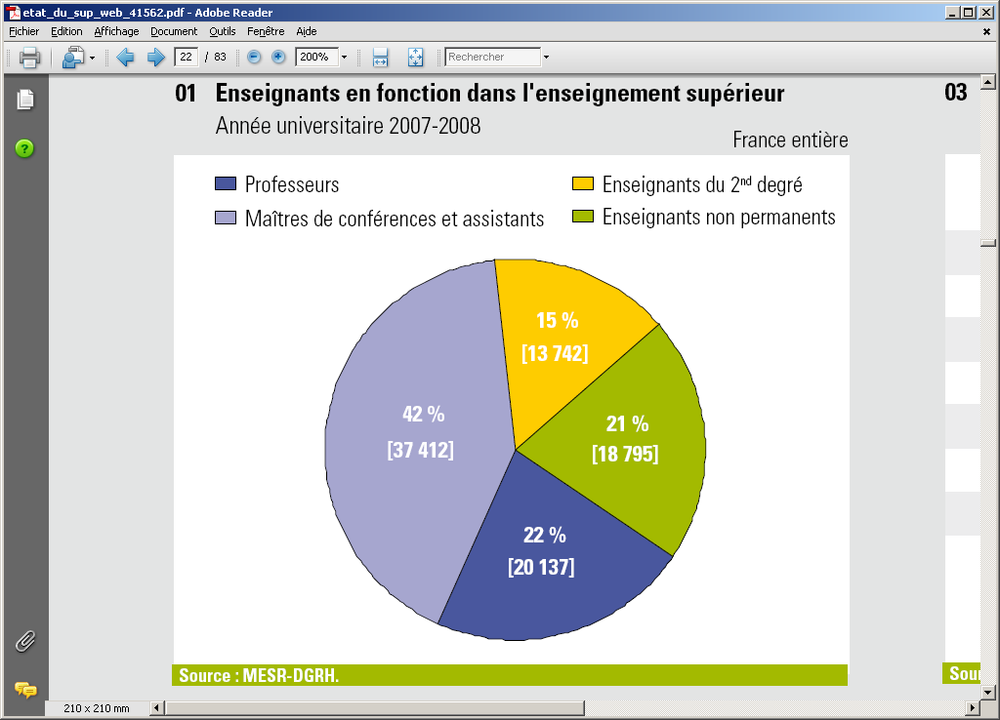 etat_du_sup_web_41562.pdf - Adobe Reader
Fichier Edition Affichage Document Outils Fenêtre Aide
22 / 83 200% Rechercher
01 Enseignants en fonction dans l'enseignement supérieur
03
Année universitaire 2007-2008
France entière
Professeurs
Enseignants du 2nd degré
Maîtres de conférences et assistants
Enseignants non permanents
15 %
[13 742]
42 %
[37 412]
21 %
[18 795]
22 %
[20 137]
Source : MESR-DGRH.
Sour
210 x 210 mm